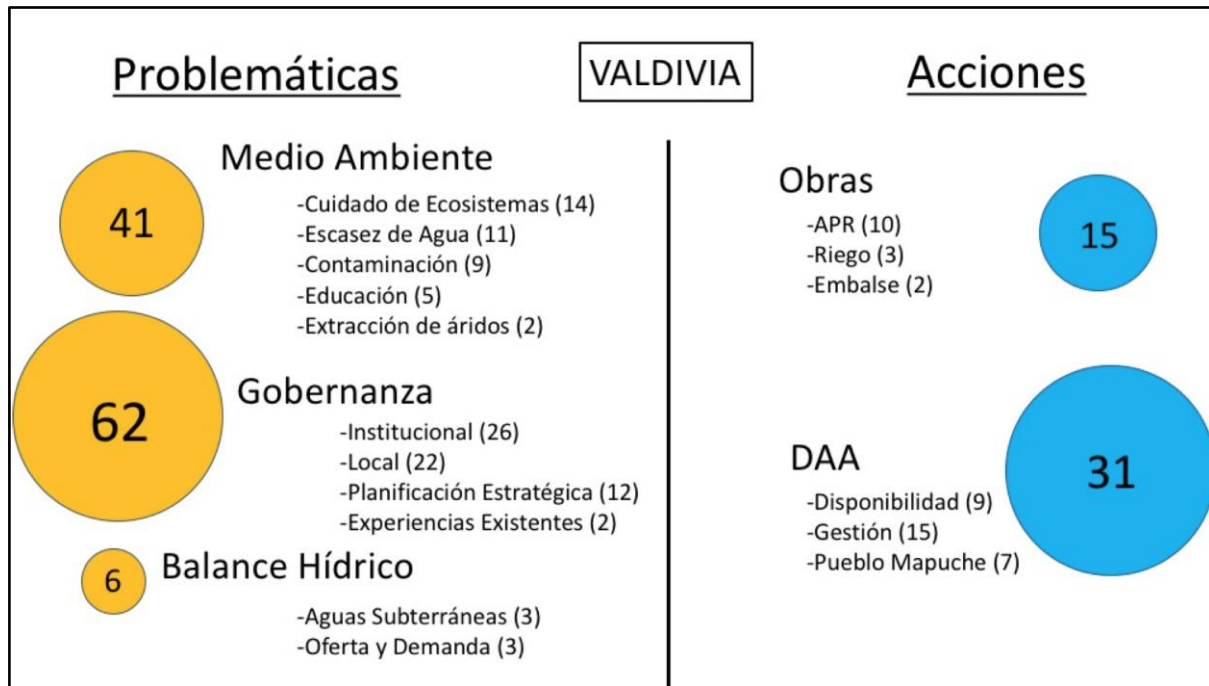 Problemáticas
VALDIVIA
Acciones
41
Medio Ambiente
-Cuidado de Ecosistemas (14)
-Escasez de Agua (11)
-Contaminación (9)
-Educación (5)
-Extracción de áridos (2)
62
Gobernanza
-Institucional (26)
-Local (22)
-Planificación Estratégica (12)
-Experiencias Existentes (2)
6
Balance Hídrico
-Aguas Subterráneas (3)
-Oferta y Demanda (3)
Obras
-APR (10)
-Riego (3)
-Embalse (2)
15
DAA
-Disponibilidad (9)
-Gestión (15)
-Pueblo Mapuche (7)
31